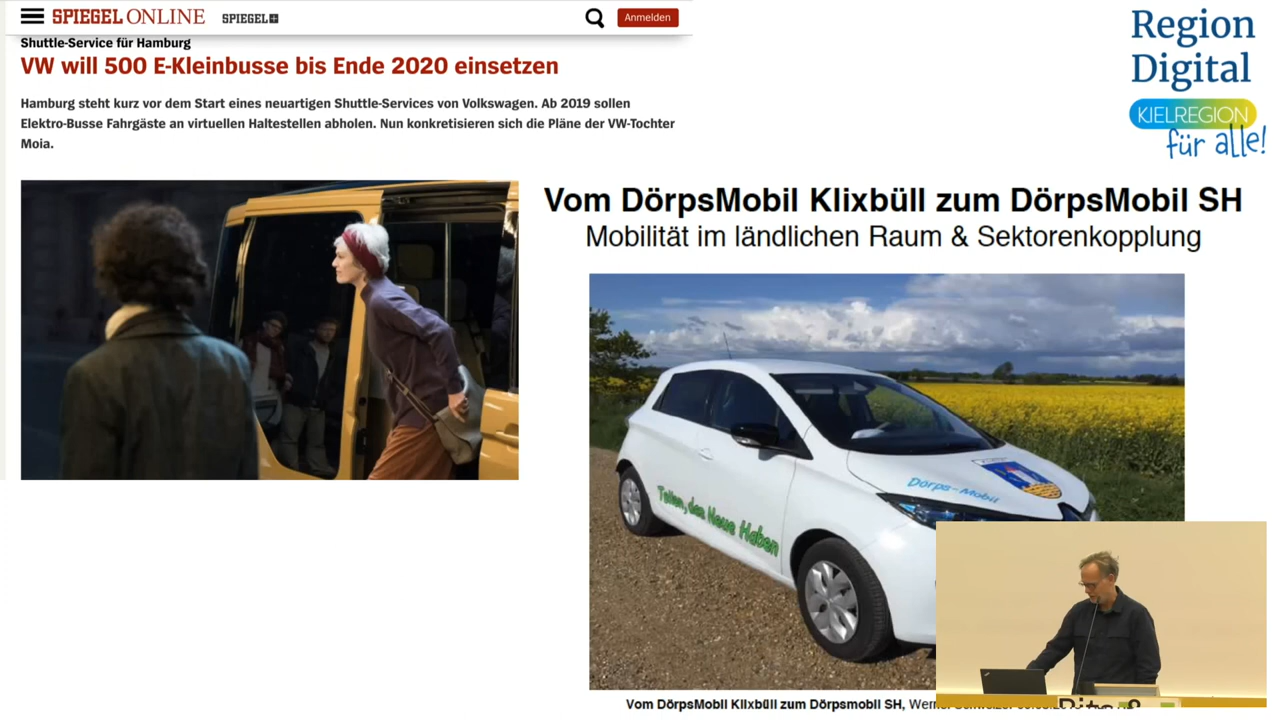 SPIEGEL ONLINE SPIEGEL+ Anmelden
Shuttle-Service für Hamburg
VW will 500 E-Kleinbusse bis Ende 2020 einsetzen
Hamburg steht kurz vor dem Start eines neuartigen Shuttle-Services von Volkswagen. Ab 2019 sollen
Elektro-Busse Fahrgäste an virtuellen Haltestellen abholen. Nun konkretisieren sich die Pläne der VW-Tochter
Moia.
Region
Digital
KIELREGION
für alle!
Vom DörpsMobil Klixbüll zum DörpsMobil SH
Mobilität im ländlichen Raum & Sektorenkopplung
Dörps-Mobil
Teilen, das Neue Haben
Vom DörpsMobil Klixbüll zum Dörpsmobil SH,